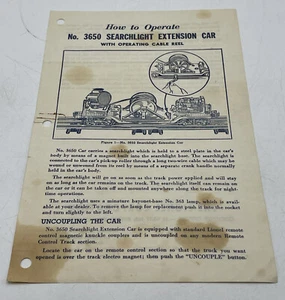 How to Operate
No. 3650 SEARCHLIGHT EXTENSION CAR
WITH OPERATING CABLE REEL
Figure 1—No. 3650 Searchlight Extension Car
No. 3650 Car carries a searchlight which is held to a steel plate in the car's
body by means of a magnet built into the searchlight base. The searchlight is
connected to the car's pick-up roller through a long two-wire cable which may be
wound or unwound from its reel by means of a separate crank handle normally
held in the car's body.
The searchlight will go on as soon as the track power is applied and will stay
on as long as the car remains on the track. The searchlight itself can remain on
the car or it can be taken off and mounted anyplace along the track for night-
time operations.
The searchlight uses a minature bayonet-base No. 363 lamp, which is avail-
able at your dealer. To remove the lamp for replacement push it into the socket
and turn slightly to the left.
UNCOUPLING THE CAR
No. 3650 Searchlight Extension Car is equipped with standard Lionel remote
control magnetic knuckle couplers and is uncoupled on any modern Remote
Control Track section.
Locate the car on the remote control section so that the truck you want
opened is over the track electro magnet; then push the "UNCOUPLE" button.